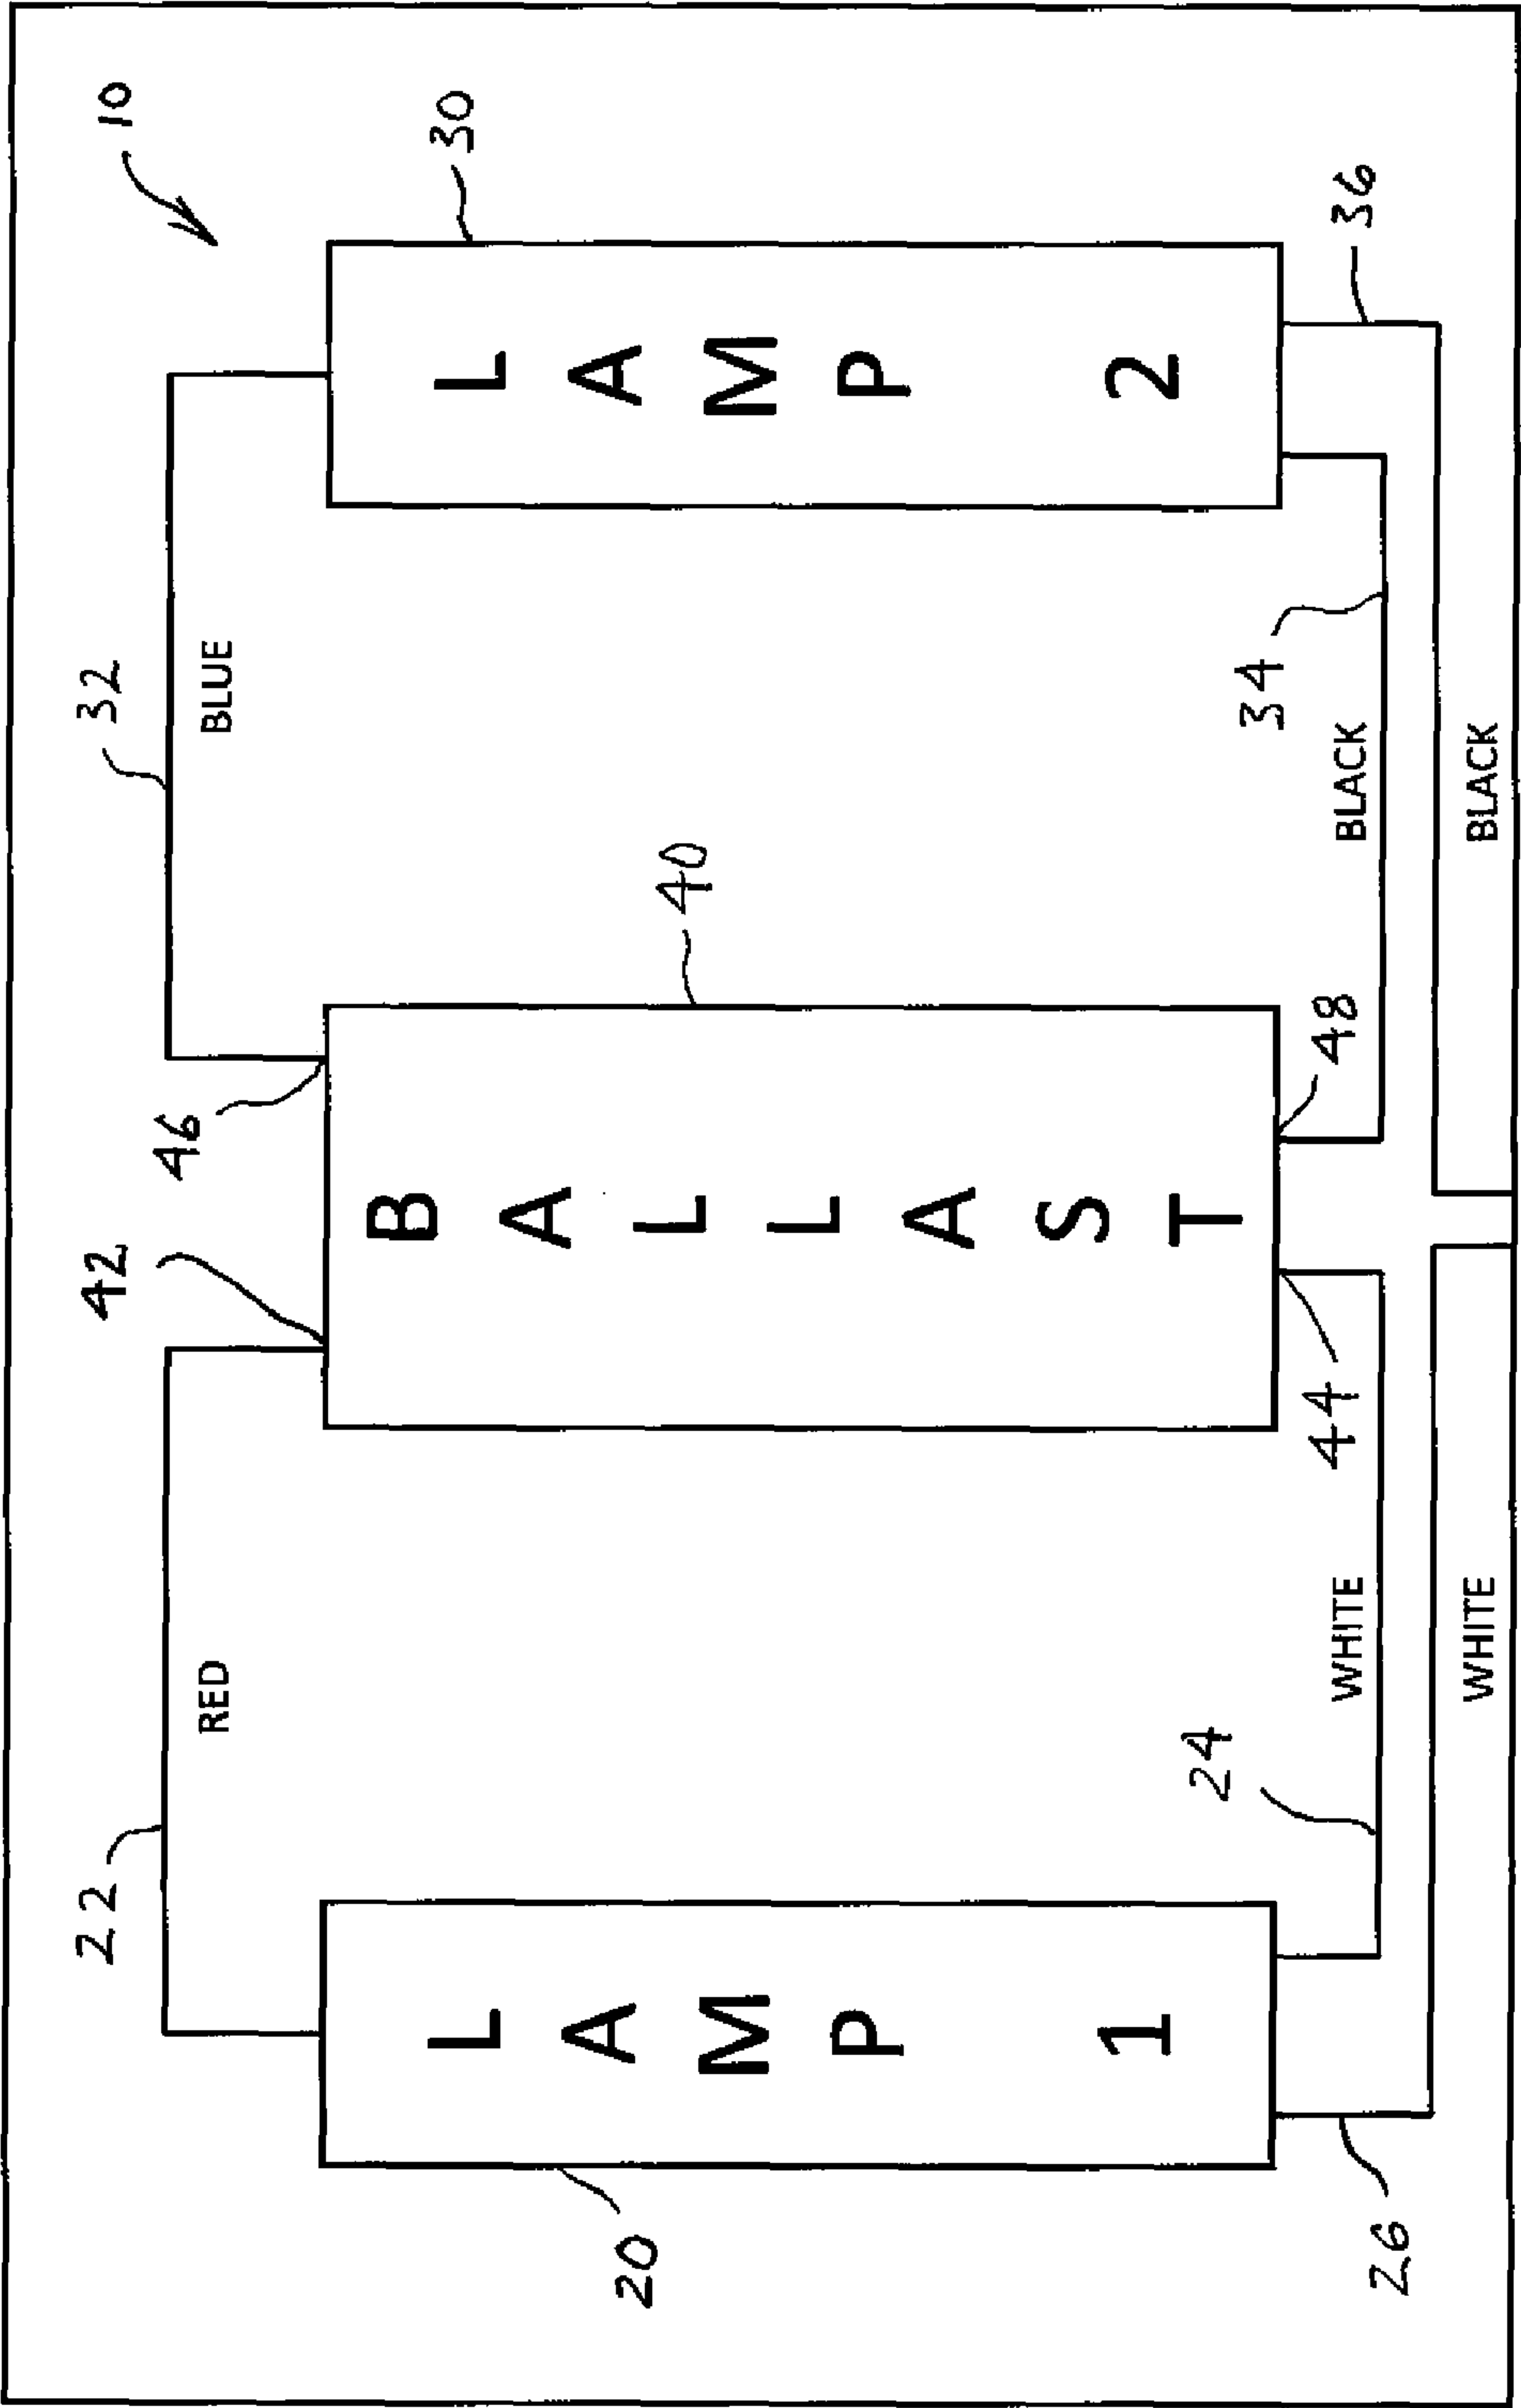 10
22
RED
42
46
32
BLUE
20
LAMP 1
BALLAST
40
LAMP 2
30
24
WHITE
44
48
BLACK
34
26
WHITE
BLACK
36